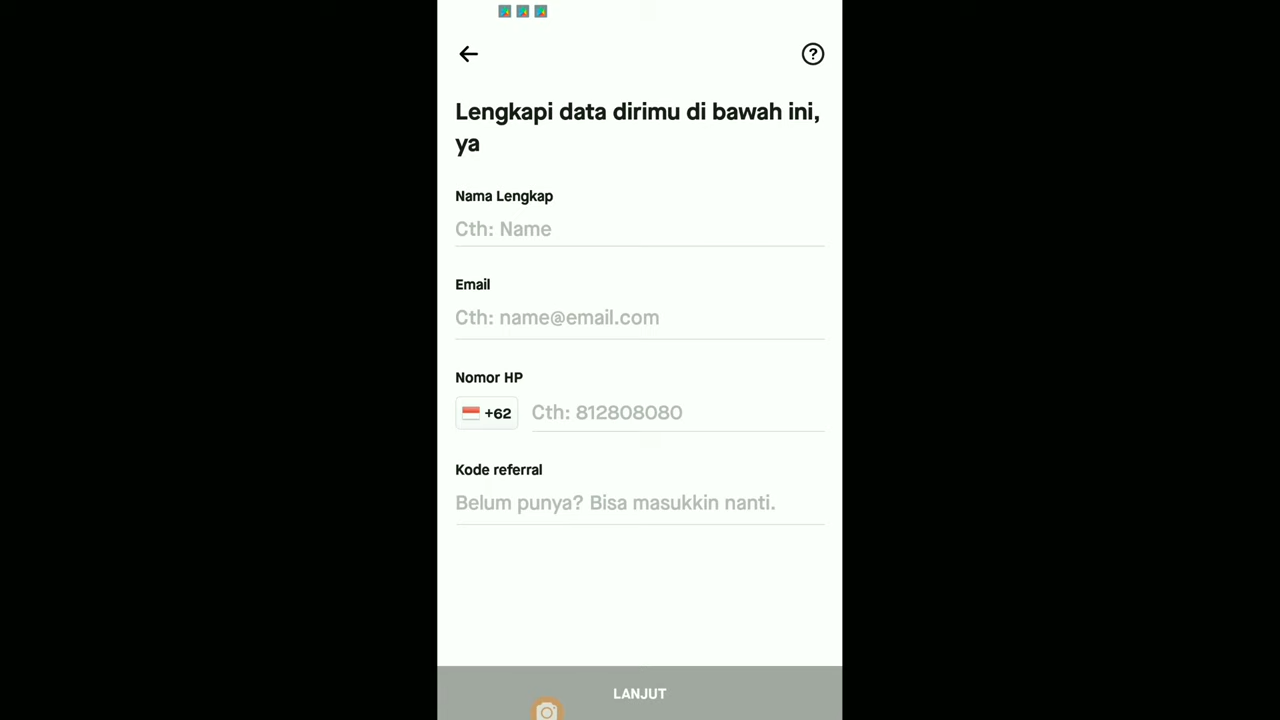 Lengkapi data dirimu di bawah ini,
ya
Nama Lengkap
Cth: Name
Email
Cth: name@email.com
Nomor HP
+62 Cth: 812808080
Kode referral
Belum punya? Bisa masukkin nanti.
LANJUT